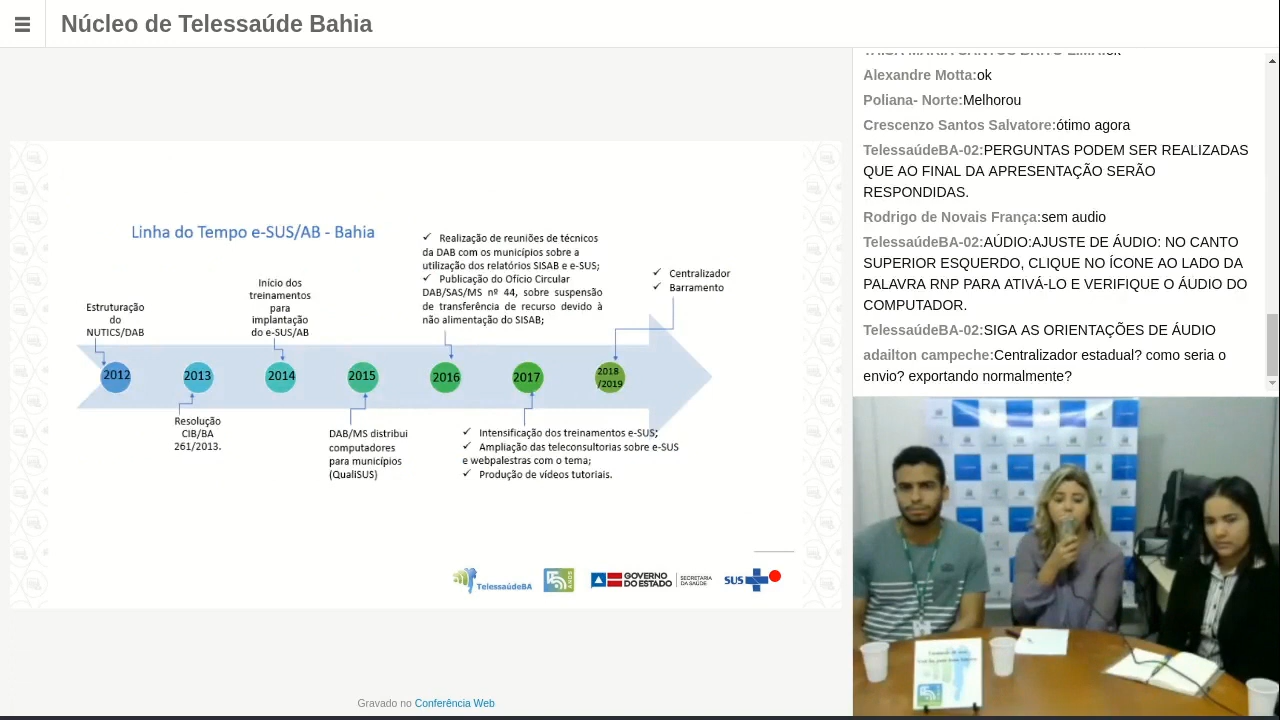 Núcleo de Telessaúde Bahia
Linha do Tempo e-SUS/AB - Bahia
Estruturação
do
NUTICS/DAB
Início dos
treinamentos
para
implantação
do e-SUS/AB
✓ Realização de reuniões de técnicos
da DAB com os municípios sobre a
utilização dos relatórios SISAB e e-SUS;
✓ Publicação do Ofício Circular
DAB/SAS/MS nº 44, sobre suspensão
de transferência de recurso devido à
não alimentação do SISAB;
✓ Centralizador
✓ Barramento
2012
2013
2014
2015
2016
2017
2018
/2019
Resolução
CIB/BA
261/2013.
DAB/MS distribui
computadores
para municípios
(QualiSUS)
✓ Intensificação dos treinamentos e-SUS;
✓ Ampliação das teleconsultorias sobre e-SUS
e webpalestras com o tema;
✓ Produção de vídeos tutoriais.
TelessaúdeBA
GOVERNO
DO ESTADO
SECRETARIA
DA SAÚDE
SUS
Gravado no Conferência Web
Alexandre Motta:ok
Poliana- Norte:Melhorou
Crescenzo Santos Salvatore:ótimo agora
TelessaúdeBA-02:PERGUNTAS PODEM SER REALIZADAS
QUE AO FINAL DA APRESENTAÇÃO SERÃO
RESPONDIDAS.
Rodrigo de Novais França:sem audio
TelessaúdeBA-02:AÚDIO:AJUSTE DE ÁUDIO: NO CANTO
SUPERIOR ESQUERDO, CLIQUE NO ÍCONE AO LADO DA
PALAVRA RNP PARA ATIVÁ-LO E VERIFIQUE O ÁUDIO DO
COMPUTADOR.
TelessaúdeBA-02:SIGA AS ORIENTAÇÕES DE ÁUDIO
adailton campeche:Centralizador estadual? como seria o
envio? exportando normalmente?